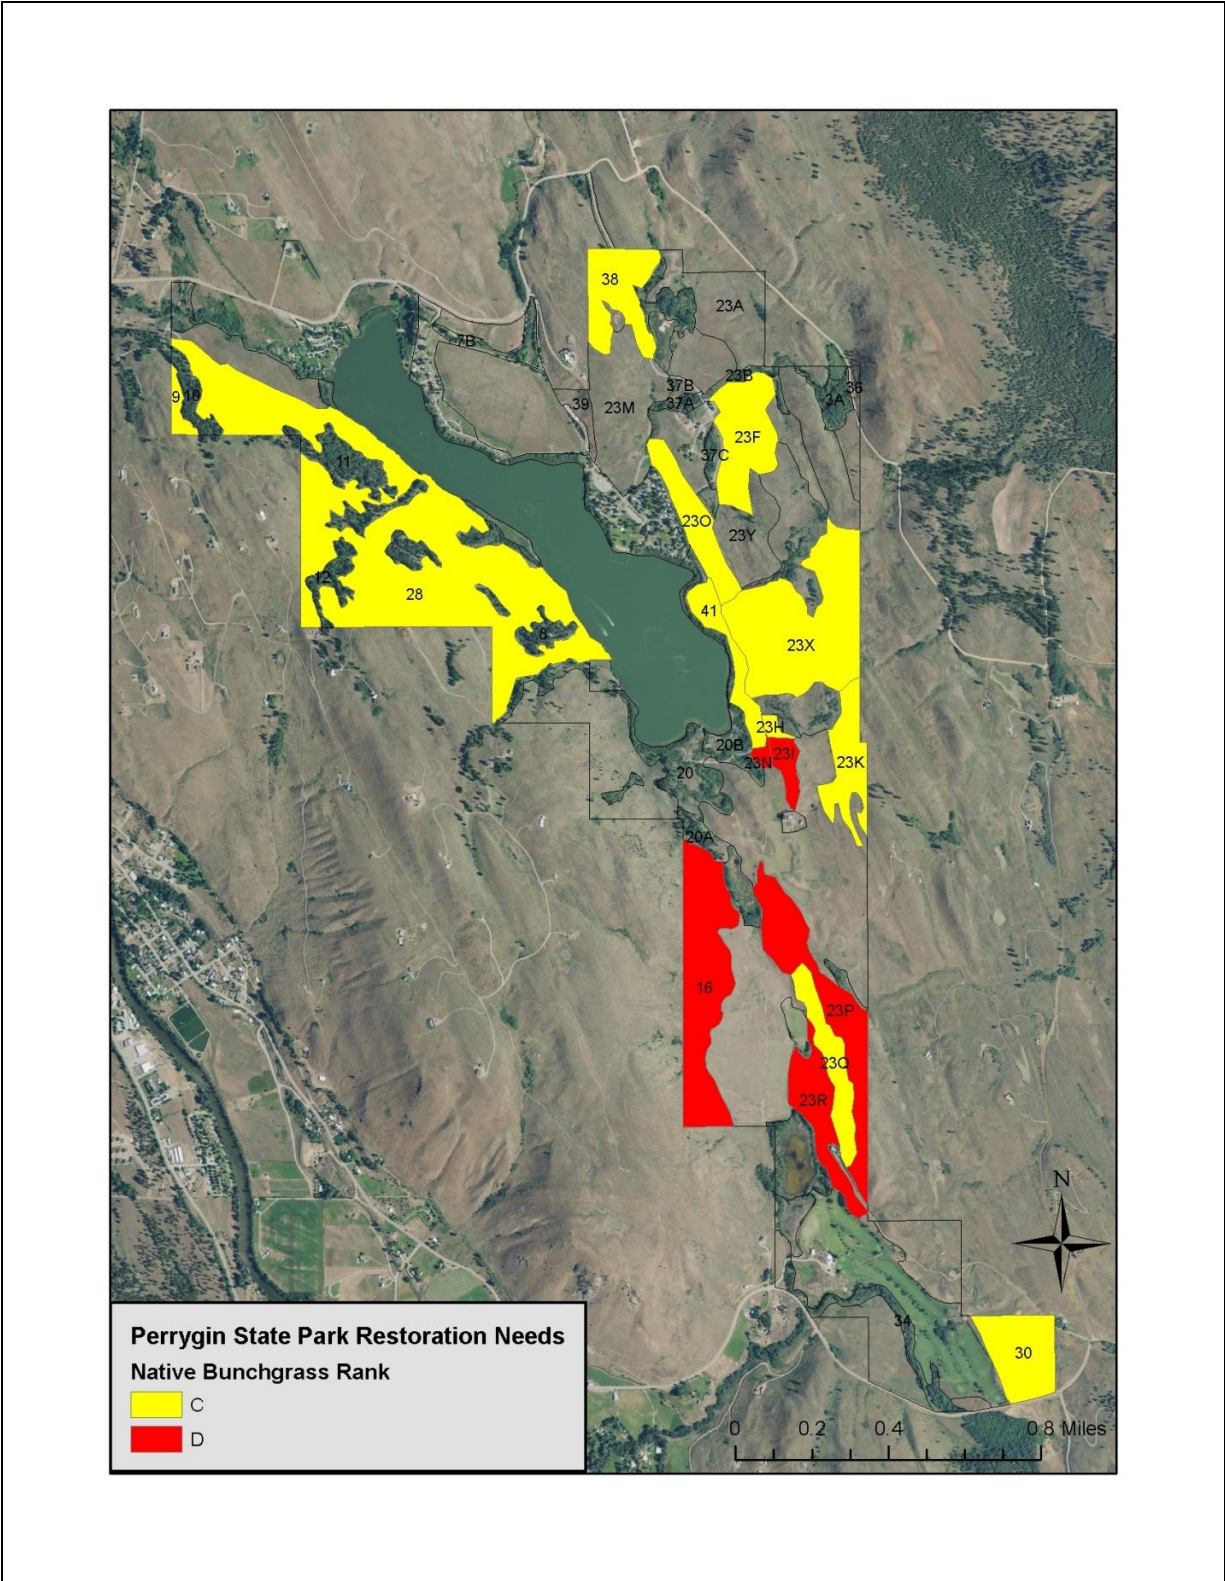 38
23A
7B
37B
23B
36
9
10
39
23M
37A
3A
23F
11
37C
23O
23Y
12
28
41
8
23X
23H
20B
23N
23I
23K
20
20A
16
23P
23Q
23R
N
34
30
Perrygin State Park Restoration Needs
Native Bunchgrass Rank
C
D
0 0.2 0.4 0.8 Miles